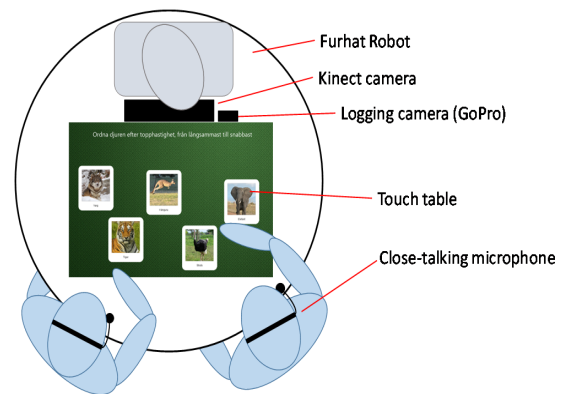 Furhat Robot
Kinect camera
Logging camera (GoPro)
Ordna djuren efter topphastighet, från långsammast till snabbast
Touch table
Close-talking microphone